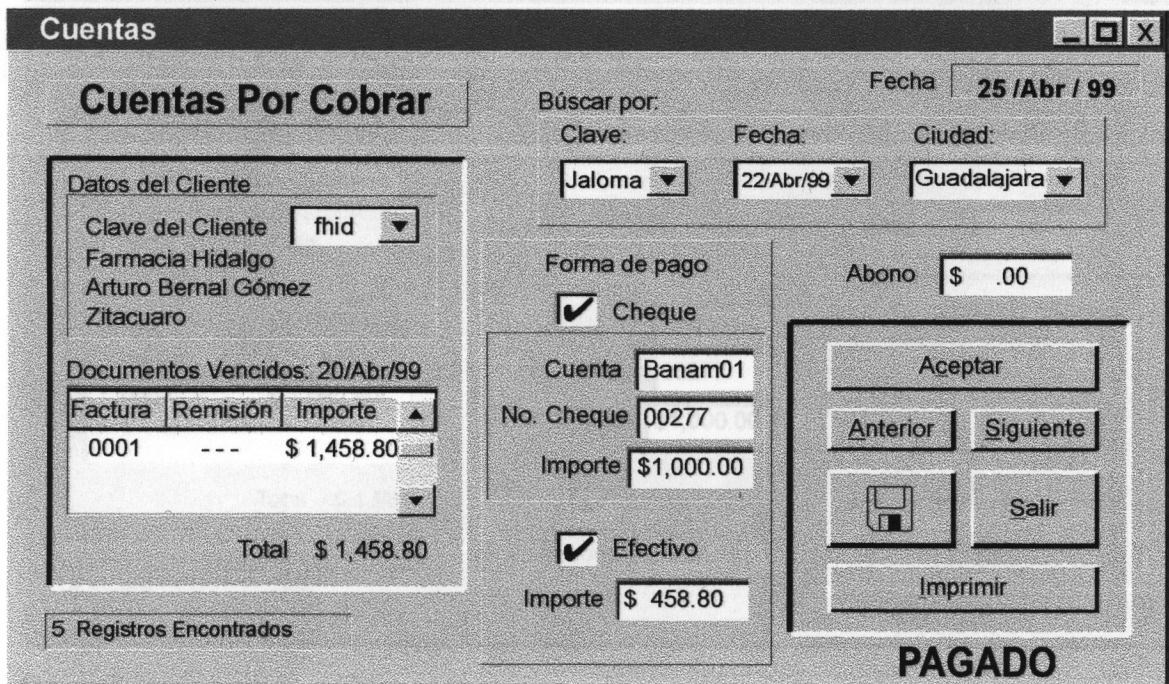 Cuentas
Cuentas Por Cobrar
Fecha 25 /Abr / 99
Búscar por:
Clave: Fecha: Ciudad:
Jaloma 22/Abr/99 Guadalajara
Datos del Cliente
Clave del Cliente fhid
Farmacia Hidalgo
Arturo Bernal Gómez
Zitacuaro
Documentos Vencidos: 20/Abr/99
Factura Remisión Importe
0001 --- $ 1,458.80
Total $ 1,458.80
5 Registros Encontrados
Forma de pago
Cheque
Cuenta Banam01
No. Cheque 00277
Importe $1,000.00
Efectivo
Importe $ 458.80
Abono $ .00
Aceptar
Anterior Siguiente
Salir
Imprimir
PAGADO